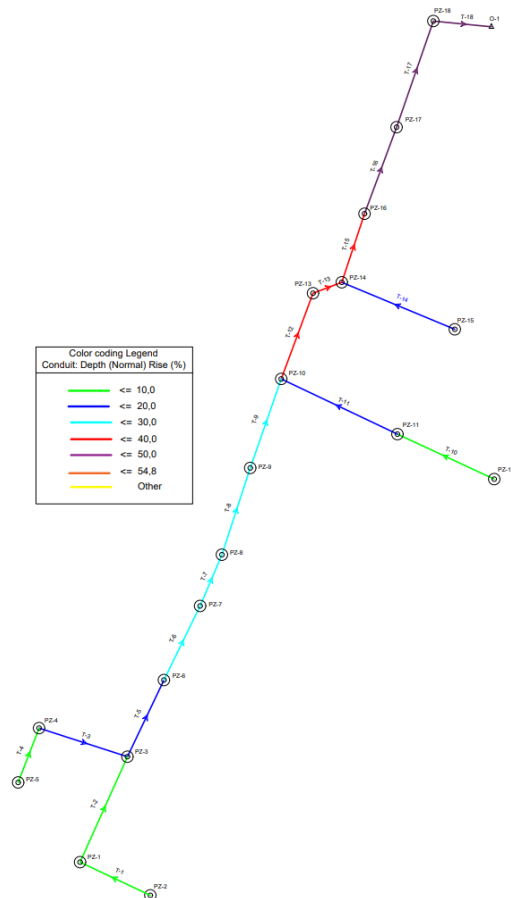 PZ-18
T-18
O-1
T-17
PZ-17
T-16
PZ-16
T-15
PZ-14
T-13
PZ-13
T-14
PZ-15
T-12
PZ-10
T-11
PZ-11
T-10
PZ-1
T-9
PZ-9
T-8
PZ-8
T-7
PZ-7
T-6
PZ-6
T-5
PZ-4
T-3
PZ-3
T-4
PZ-5
T-2
PZ-1
T-1
PZ-2
Color coding Legend
Conduit: Depth (Normal) Rise (%)
<= 10,0
<= 20,0
<= 30,0
<= 40,0
<= 50,0
<= 54,8
Other